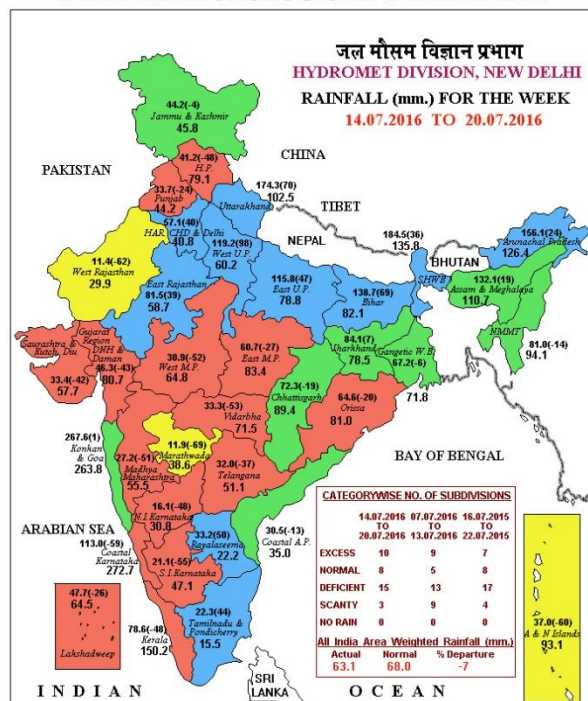 जल मौसम विज्ञान प्रभाग
HYDROMET DIVISION, NEW DELHI
RAINFALL (mm.) FOR THE WEEK
14.07.2016 TO 20.07.2016
44.2(-4)
Jammu & Kashmir
45.8
CHINA
41.2(-48)
H.P.
79.1
PAKISTAN
33.7(-24)
Punjab
44.2
174.3(70)
Uttarakhand
102.5
TIBET
57.1(40)
HAR. CHD & Delhi
40.8
NEPAL
184.5(36)
135.8
156.1(24)
Arunachal Pradesh
126.4
BHUTAN
119.2(98)
West U.P.
60.2
11.4(-62)
West Rajasthan
29.9
SHWB
132.1(19)
Assam & Meghalaya
110.7
East Rajasthan
81.5(39)
58.7
115.8(47)
East U.P.
78.8
138.7(69)
Bihar
82.1
NMMT
81.0(-14)
94.1
Saurashtra &
Kutch, Diu
33.4(-42)
57.7
Gujarat
Region
DNH &
Daman
46.3(-43)
80.7
30.9(-52)
West M.P.
64.8
60.7(-27)
East M.P.
83.4
84.1(7)
Jharkhand
78.5
Gangetic W.B.
67.2(-6)
71.8
72.3(-19)
Chhattisgarh
89.4
64.6(-20)
Orissa
81.0
33.3(-53)
Vidarbha
71.5
267.6(1)
Konkan
& Goa
263.8
11.9(-69)
Marathwada
38.6
27.2(-51)
Madhya
Maharashtra
55.5
32.0(-37)
Telangana
51.1
BAY OF BENGAL
16.1(-48)
N.I.Karnataka
30.8
ARABIAN SEA
113.0(-59)
Coastal
Karnataka
272.7
33.2(50)
Rayalaseema
22.2
30.5(-13)
Coastal A.P.
35.0
21.1(-55)
S.I.Karnataka
47.1
47.7(-26)
64.5
Lakshadweep
22.3(44)
Tamilnadu &
Pondicherry
15.5
78.6(-48)
Kerala
150.2
CATEGORYWISE NO. OF SUBDIVISIONS
14.07.2016 07.07.2016 16.07.2015
TO TO TO
20.07.2016 13.07.2016 22.07.2015
EXCESS 10 9 7
NORMAL 8 5 8
DEFICIENT 15 13 17
SCANTY 3 9 4
NO RAIN 0 0 0
All India Area Weighted Rainfall (mm.)
Actual Normal % Departure
63.1 68.0 -7
37.0(-60)
A & N Islands
93.1
SRI
LANKA
INDIAN OCEAN